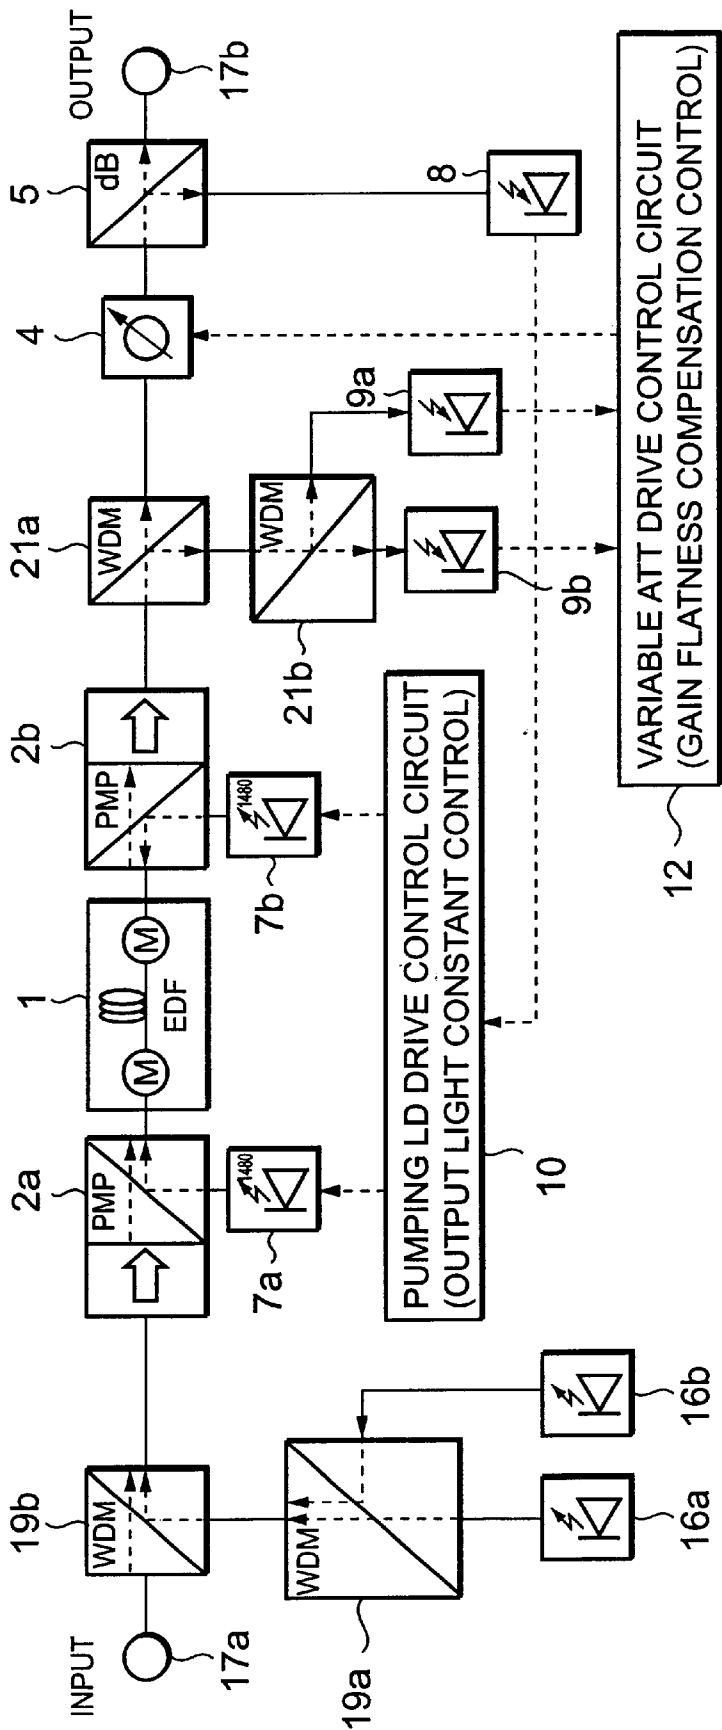 INPUT
17a
19b
WDM
2a
PMP
1
M
M
EDF
2b
PMP
21a
WDM
4
5
dB
OUTPUT
17b
7a
1480
7b
1480
21b
WDM
9a
9b
8
19a
WDM
16a
16b
PUMPING LD DRIVE CONTROL CIRCUIT
(OUTPUT LIGHT CONSTANT CONTROL)
10
VARIABLE ATT DRIVE CONTROL CIRCUIT
(GAIN FLATNESS COMPENSATION CONTROL)
12